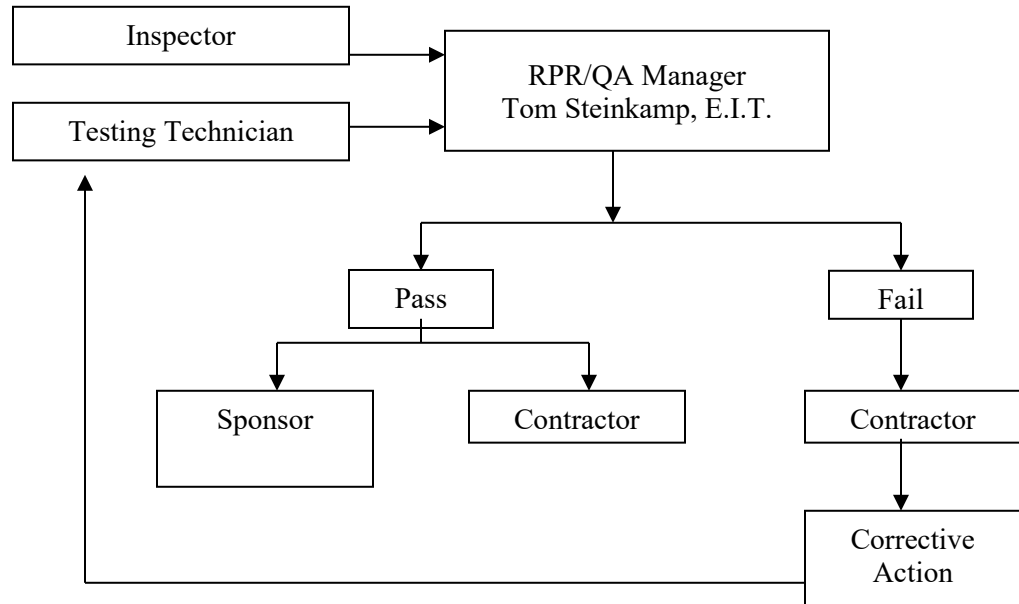 Inspector
RPR/QA Manager
Tom Steinkamp, E.I.T.
Testing Technician
Pass
Fail
Sponsor
Contractor
Contractor
Corrective
Action